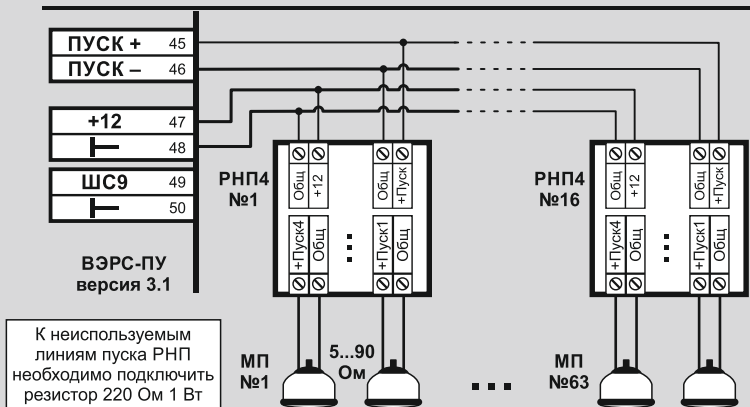 ПУСК + 45
ПУСК – 46
+12 47
48
ШС9 49
50
ВЭРС-ПУ
версия 3.1
РНП4
№1
Общ
+12
Общ
+Пуск
+Пуск4
Общ
+Пуск1
Общ
РНП4
№16
Общ
+12
Общ
+Пуск
+Пуск4
Общ
+Пуск1
Общ
К неиспользуемым
линиям пуска РНП
необходимо подключить
резистор 220 Ом 1 Вт
МП
№1
5...90
Ом
МП
№63